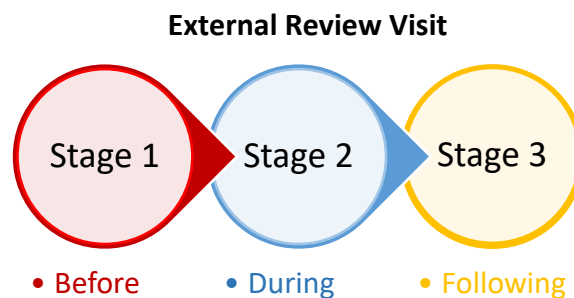 External Review Visit
Stage 1 Stage 2 Stage 3
• Before • During • Following